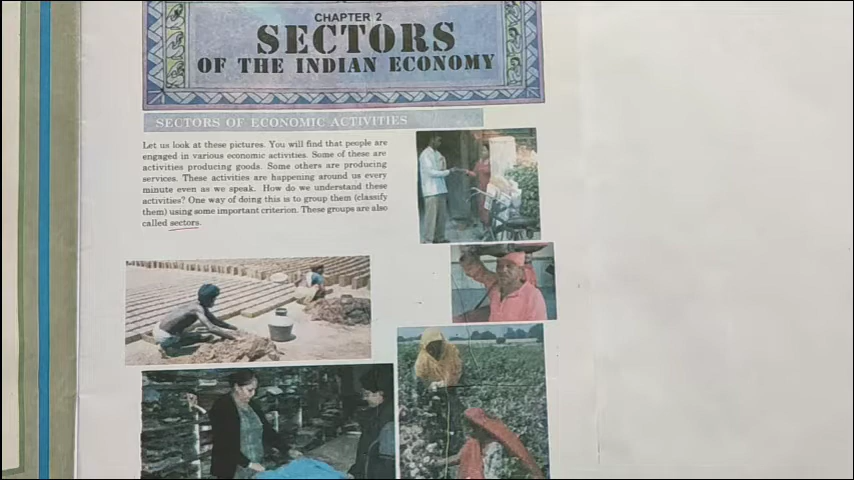 CHAPTER 2
SECTORS
OF THE INDIAN ECONOMY
SECTORS OF ECONOMIC ACTIVITIES
Let us look at these pictures. You will find that people are
engaged in various economic activities. Some of these are
activities producing goods. Some others are producing
services. These activities are happening around us every
minute even as we speak. How do we understand these
activities? One way of doing this is to group them (classify
them) using some important criterion. These groups are also
called sectors.